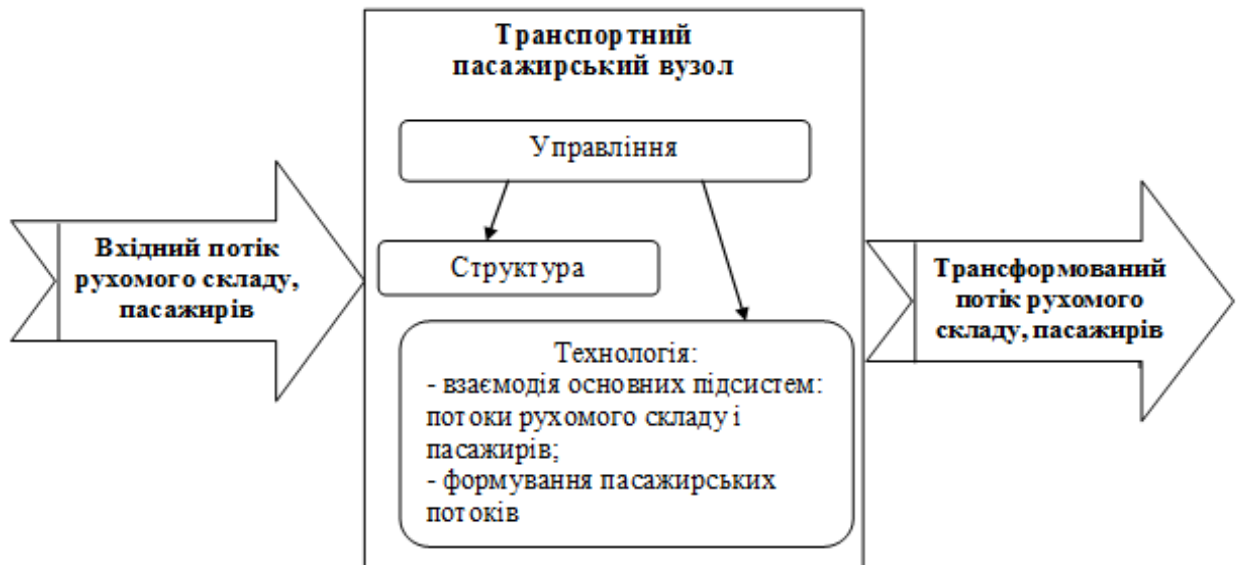 Транспортний
пасажирський вузол
Управління
Структура
Вхідний потік
рухомого складу,
пасажирів
Технологія:
- взаємодія основних підсистем:
потоки рухомого складу і
пасажирів;
- формування пасажирських
потоків
Трансформований
потік рухомого
складу, пасажирів